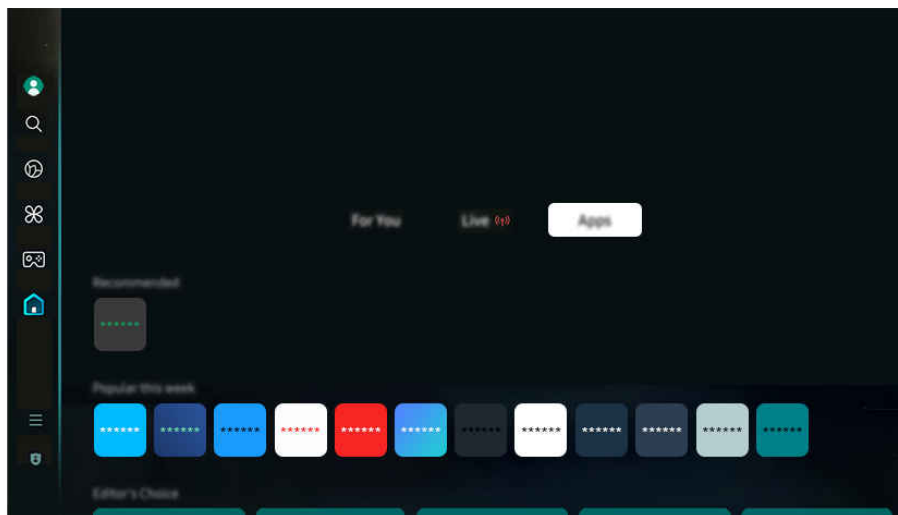 For You
Live
Apps
Recommended
******
Popular this week
****** ****** ****** ****** ****** ****** ****** ****** ****** ****** ****** ******
Editor's Choice